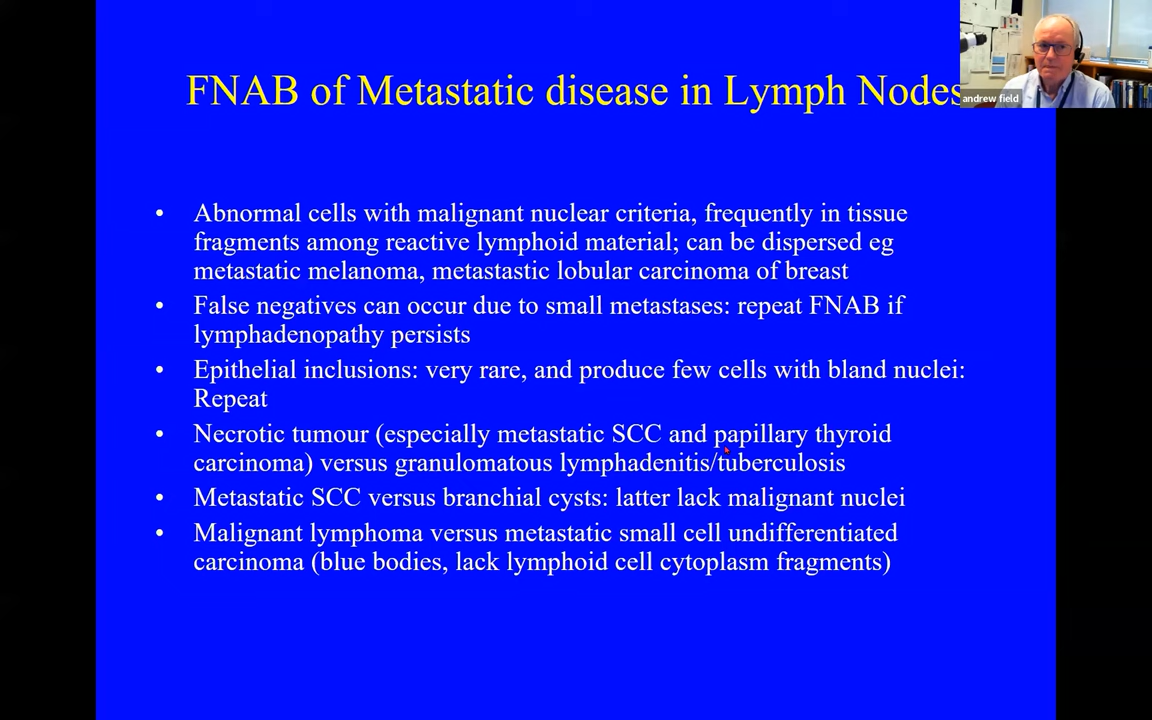 FNAB of Metastatic disease in Lymph Nodes
andrew field
• Abnormal cells with malignant nuclear criteria, frequently in tissue
fragments among reactive lymphoid material; can be dispersed eg
metastatic melanoma, metastastic lobular carcinoma of breast
• False negatives can occur due to small metastases: repeat FNAB if
lymphadenopathy persists
• Epithelial inclusions: very rare, and produce few cells with bland nuclei:
Repeat
• Necrotic tumour (especially metastatic SCC and papillary thyroid
carcinoma) versus granulomatous lymphadenitis/tuberculosis
• Metastatic SCC versus branchial cysts: latter lack malignant nuclei
• Malignant lymphoma versus metastatic small cell undifferentiated
carcinoma (blue bodies, lack lymphoid cell cytoplasm fragments)